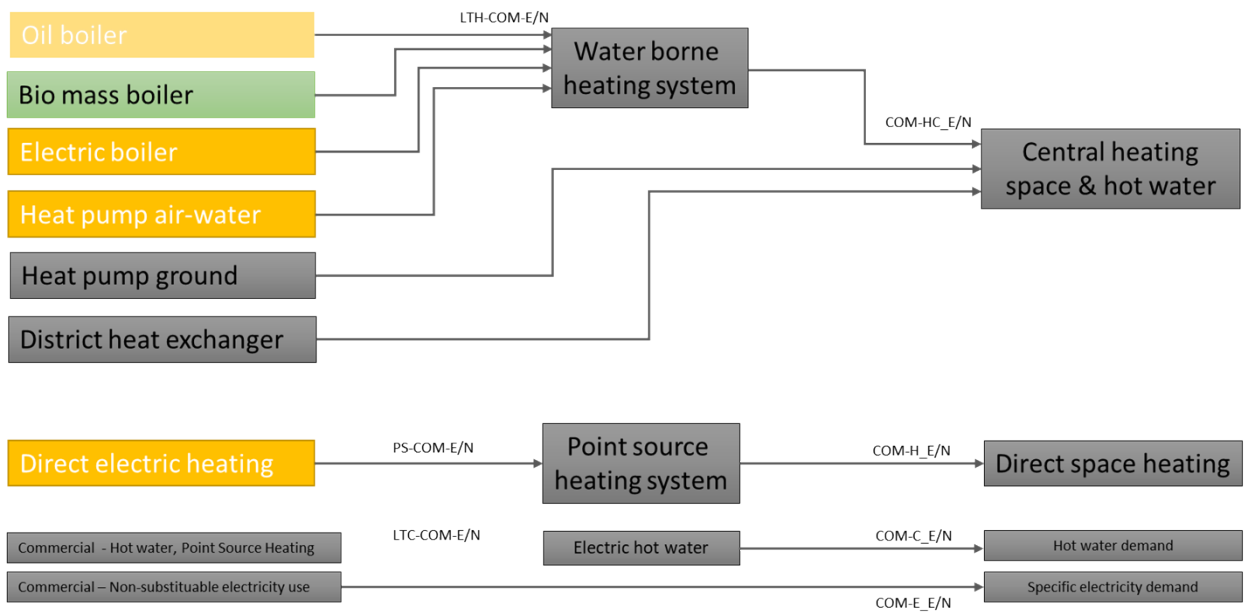 Oil boiler
LTH-COM-E/N
Water borne
heating system
Bio mass boiler
COM-HC_E/N
Electric boiler
Central heating
space & hot water
Heat pump air-water
Heat pump ground
District heat exchanger
Direct electric heating
PS-COM-E/N
Point source
heating system
COM-H_E/N
Direct space heating
Commercial - Hot water, Point Source Heating
LTC-COM-E/N
Electric hot water
COM-C_E/N
Hot water demand
Commercial – Non-substituable electricity use
COM-E_E/N
Specific electricity demand